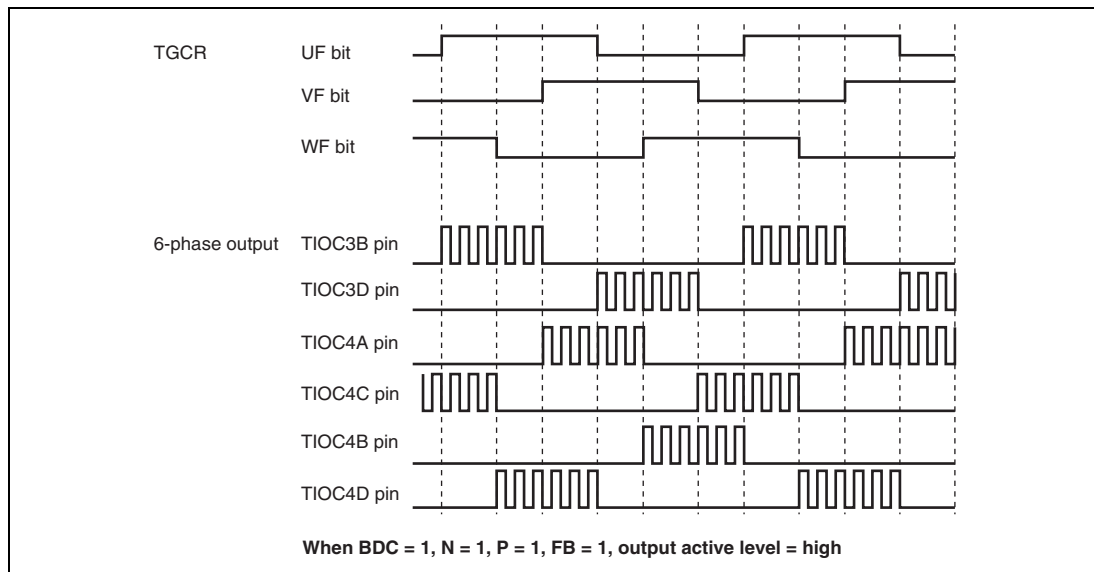 TGCR UF bit
VF bit
WF bit
6-phase output TIOC3B pin
TIOC3D pin
TIOC4A pin
TIOC4C pin
TIOC4B pin
TIOC4D pin
When BDC = 1, N = 1, P = 1, FB = 1, output active level = high